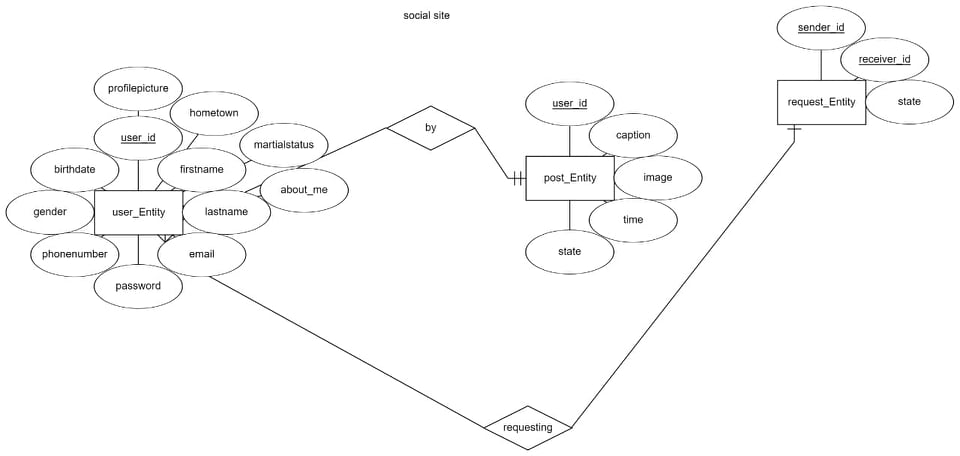 social site
sender_id
receiver_id
request_Entity
state
profilepicture
hometown
user_id
martialstatus
by
birthdate
firstname
about_me
gender
user_Entity
lastname
phonenumber
email
password
user_id
caption
post_Entity
image
time
state
requesting